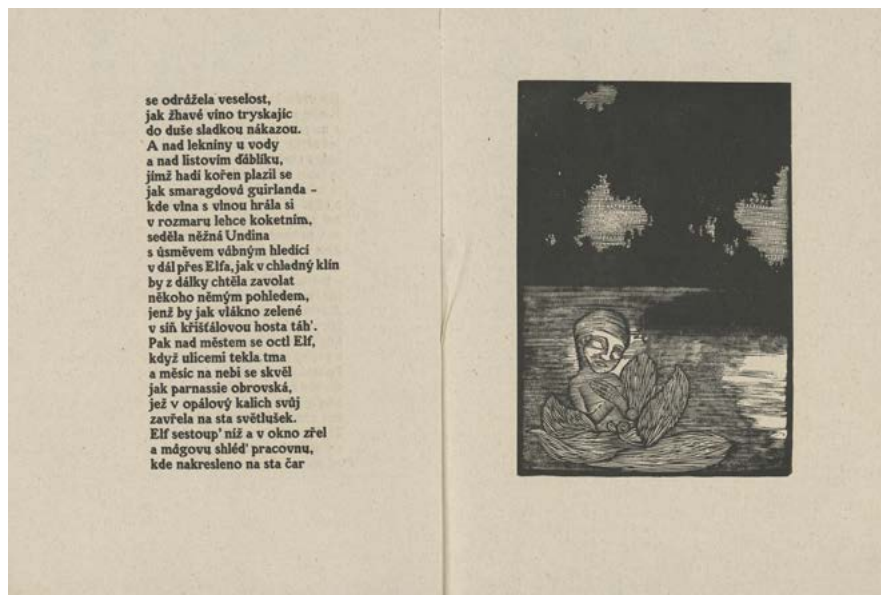 se odrážela veselost,
jak žhavé víno tryskajíc
do duše sladkou nákazou.
A nad lekníny u vody
a nad listovím ďáblíku,
jímž hadí kořen plazil se
jak smaragdová guirlanda –
kde vlna s vlnou hrála si
v rozmaru lehce koketním,
seděla něžná Undina
s úsměvem vábným hledící
v dál přes Elfa, jak v chladný klín
by z dálky chtěla zavolat
někoho němým pohledem,
jenž by jak vlákno zelené
v síň křišťálovou hosta táh'.
Pak nad městem se octl Elf,
když ulicemi tekla tma
a měsíc na nebi se skvěl
jak parnassie obrovská,
jež v opálový kalich svůj
zavřela na sta světlušek.
Elf sestoup' níž a v okno zřel
a mágovu shléd' pracovnu,
kde nakresleno na sta čar